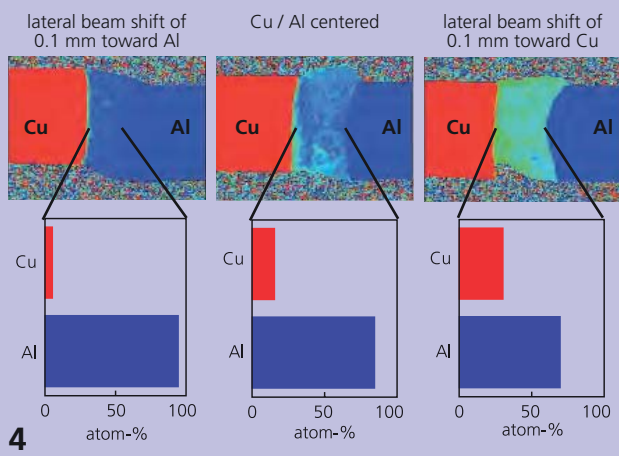 lateral beam shift of
0.1 mm toward Al
Cu / Al centered
lateral beam shift of
0.1 mm toward Cu
Cu
Al
Cu
Al
Cu
Al
Cu
Al
0
50
100
atom-%
Cu
Al
0
50
100
atom-%
Cu
Al
0
50
100
atom-%
4